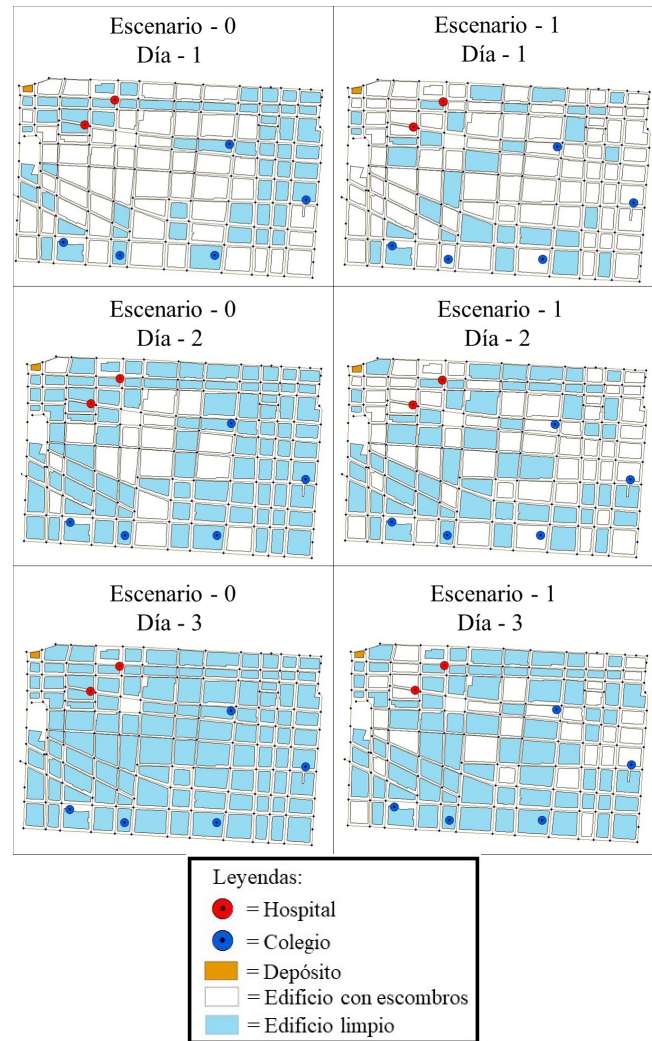 Escenario - 0
Día - 1
Escenario - 1
Día - 1
Escenario - 0
Día - 2
Escenario - 1
Día - 2
Escenario - 0
Día - 3
Escenario - 1
Día - 3
Leyendas:
= Hospital
= Colegio
= Depósito
= Edificio con escombros
= Edificio limpio